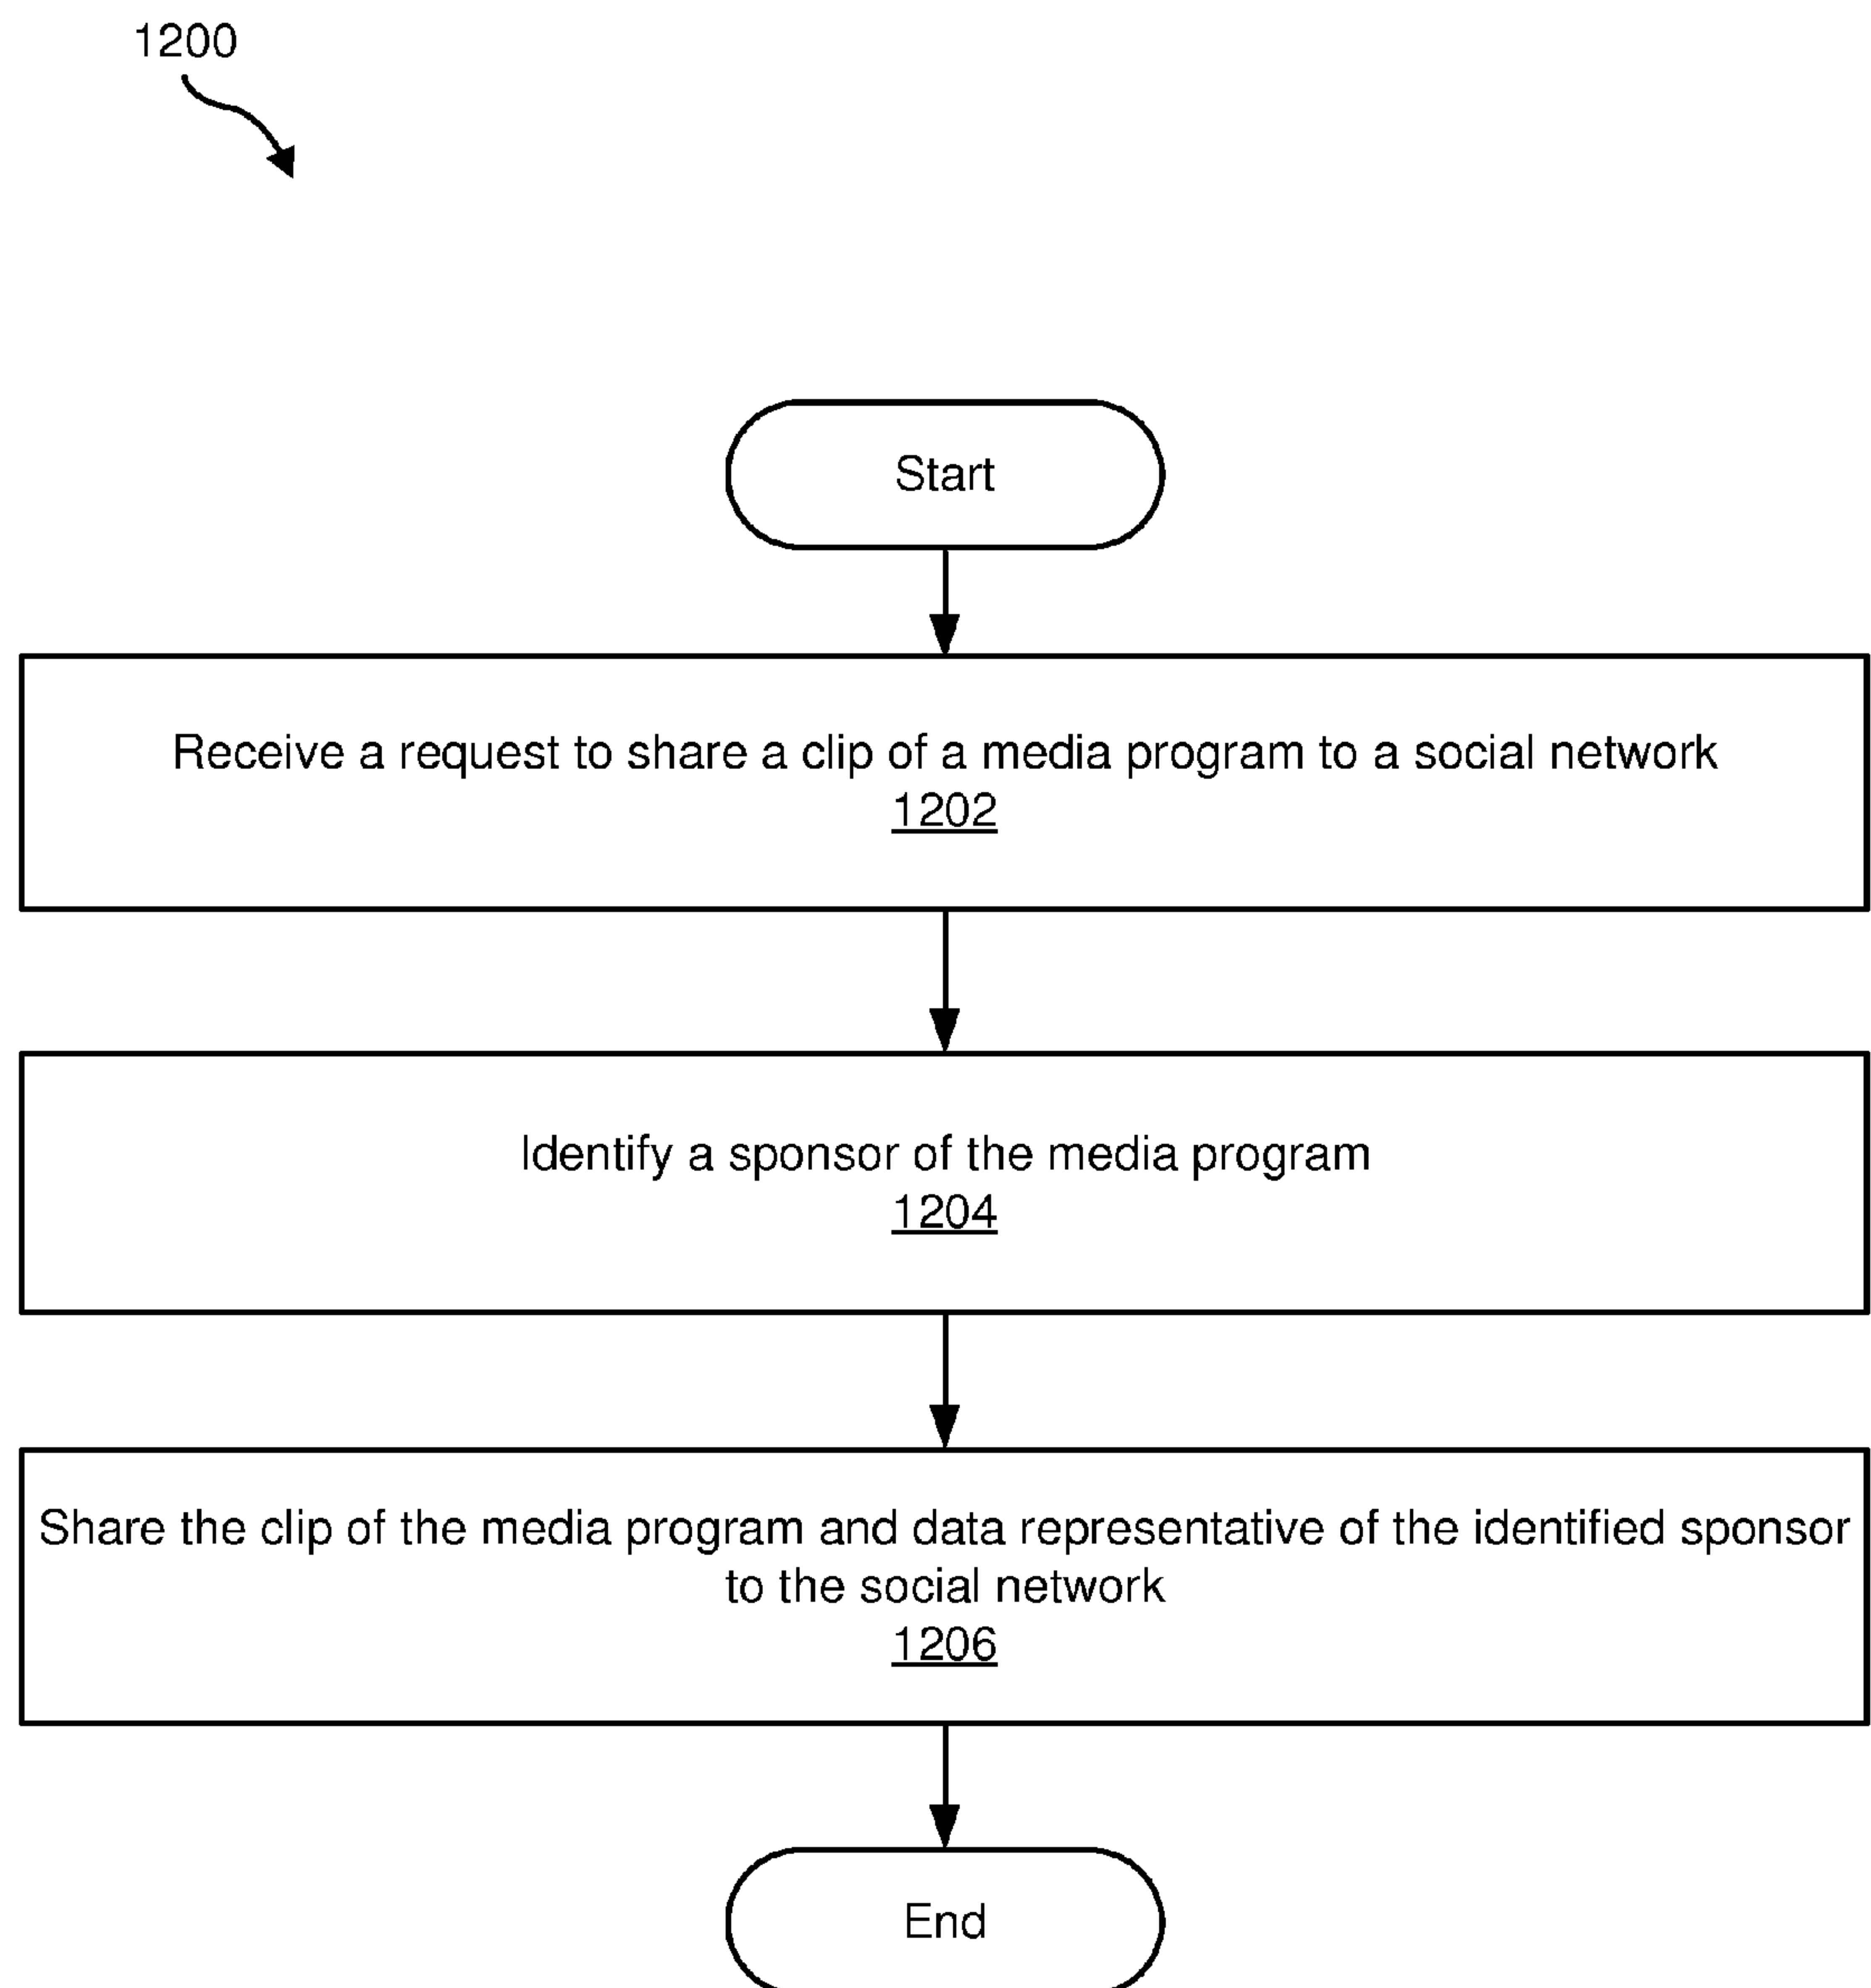 1200
Start
Receive a request to share a clip of a media program to a social network
1202
Identify a sponsor of the media program
1204
Share the clip of the media program and data representative of the identified sponsor
to the social network
1206
End